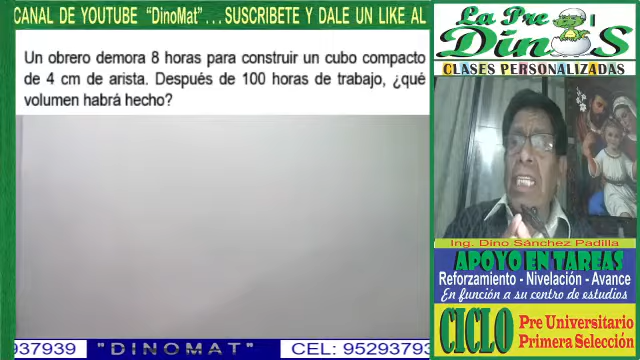 CANAL DE YOUTUBE “DinoMat”... SUSCRIBETE Y DALE UN LIKE AL
Un obrero demora 8 horas para construir un cubo compacto
de 4 cm de arista. Después de 100 horas de trabajo, ¿qué
volumen habrá hecho?
La Pre
DinoS
CLASES PERSONALIZADAS
Ing. Dino Sánchez Padilla
APOYO EN TAREAS
Reforzamiento - Nivelación - Avance
En función a su centro de estudios
CICLO
Pre Universitario
Primera Selección
937939 "DINOMAT" CEL: 95293793